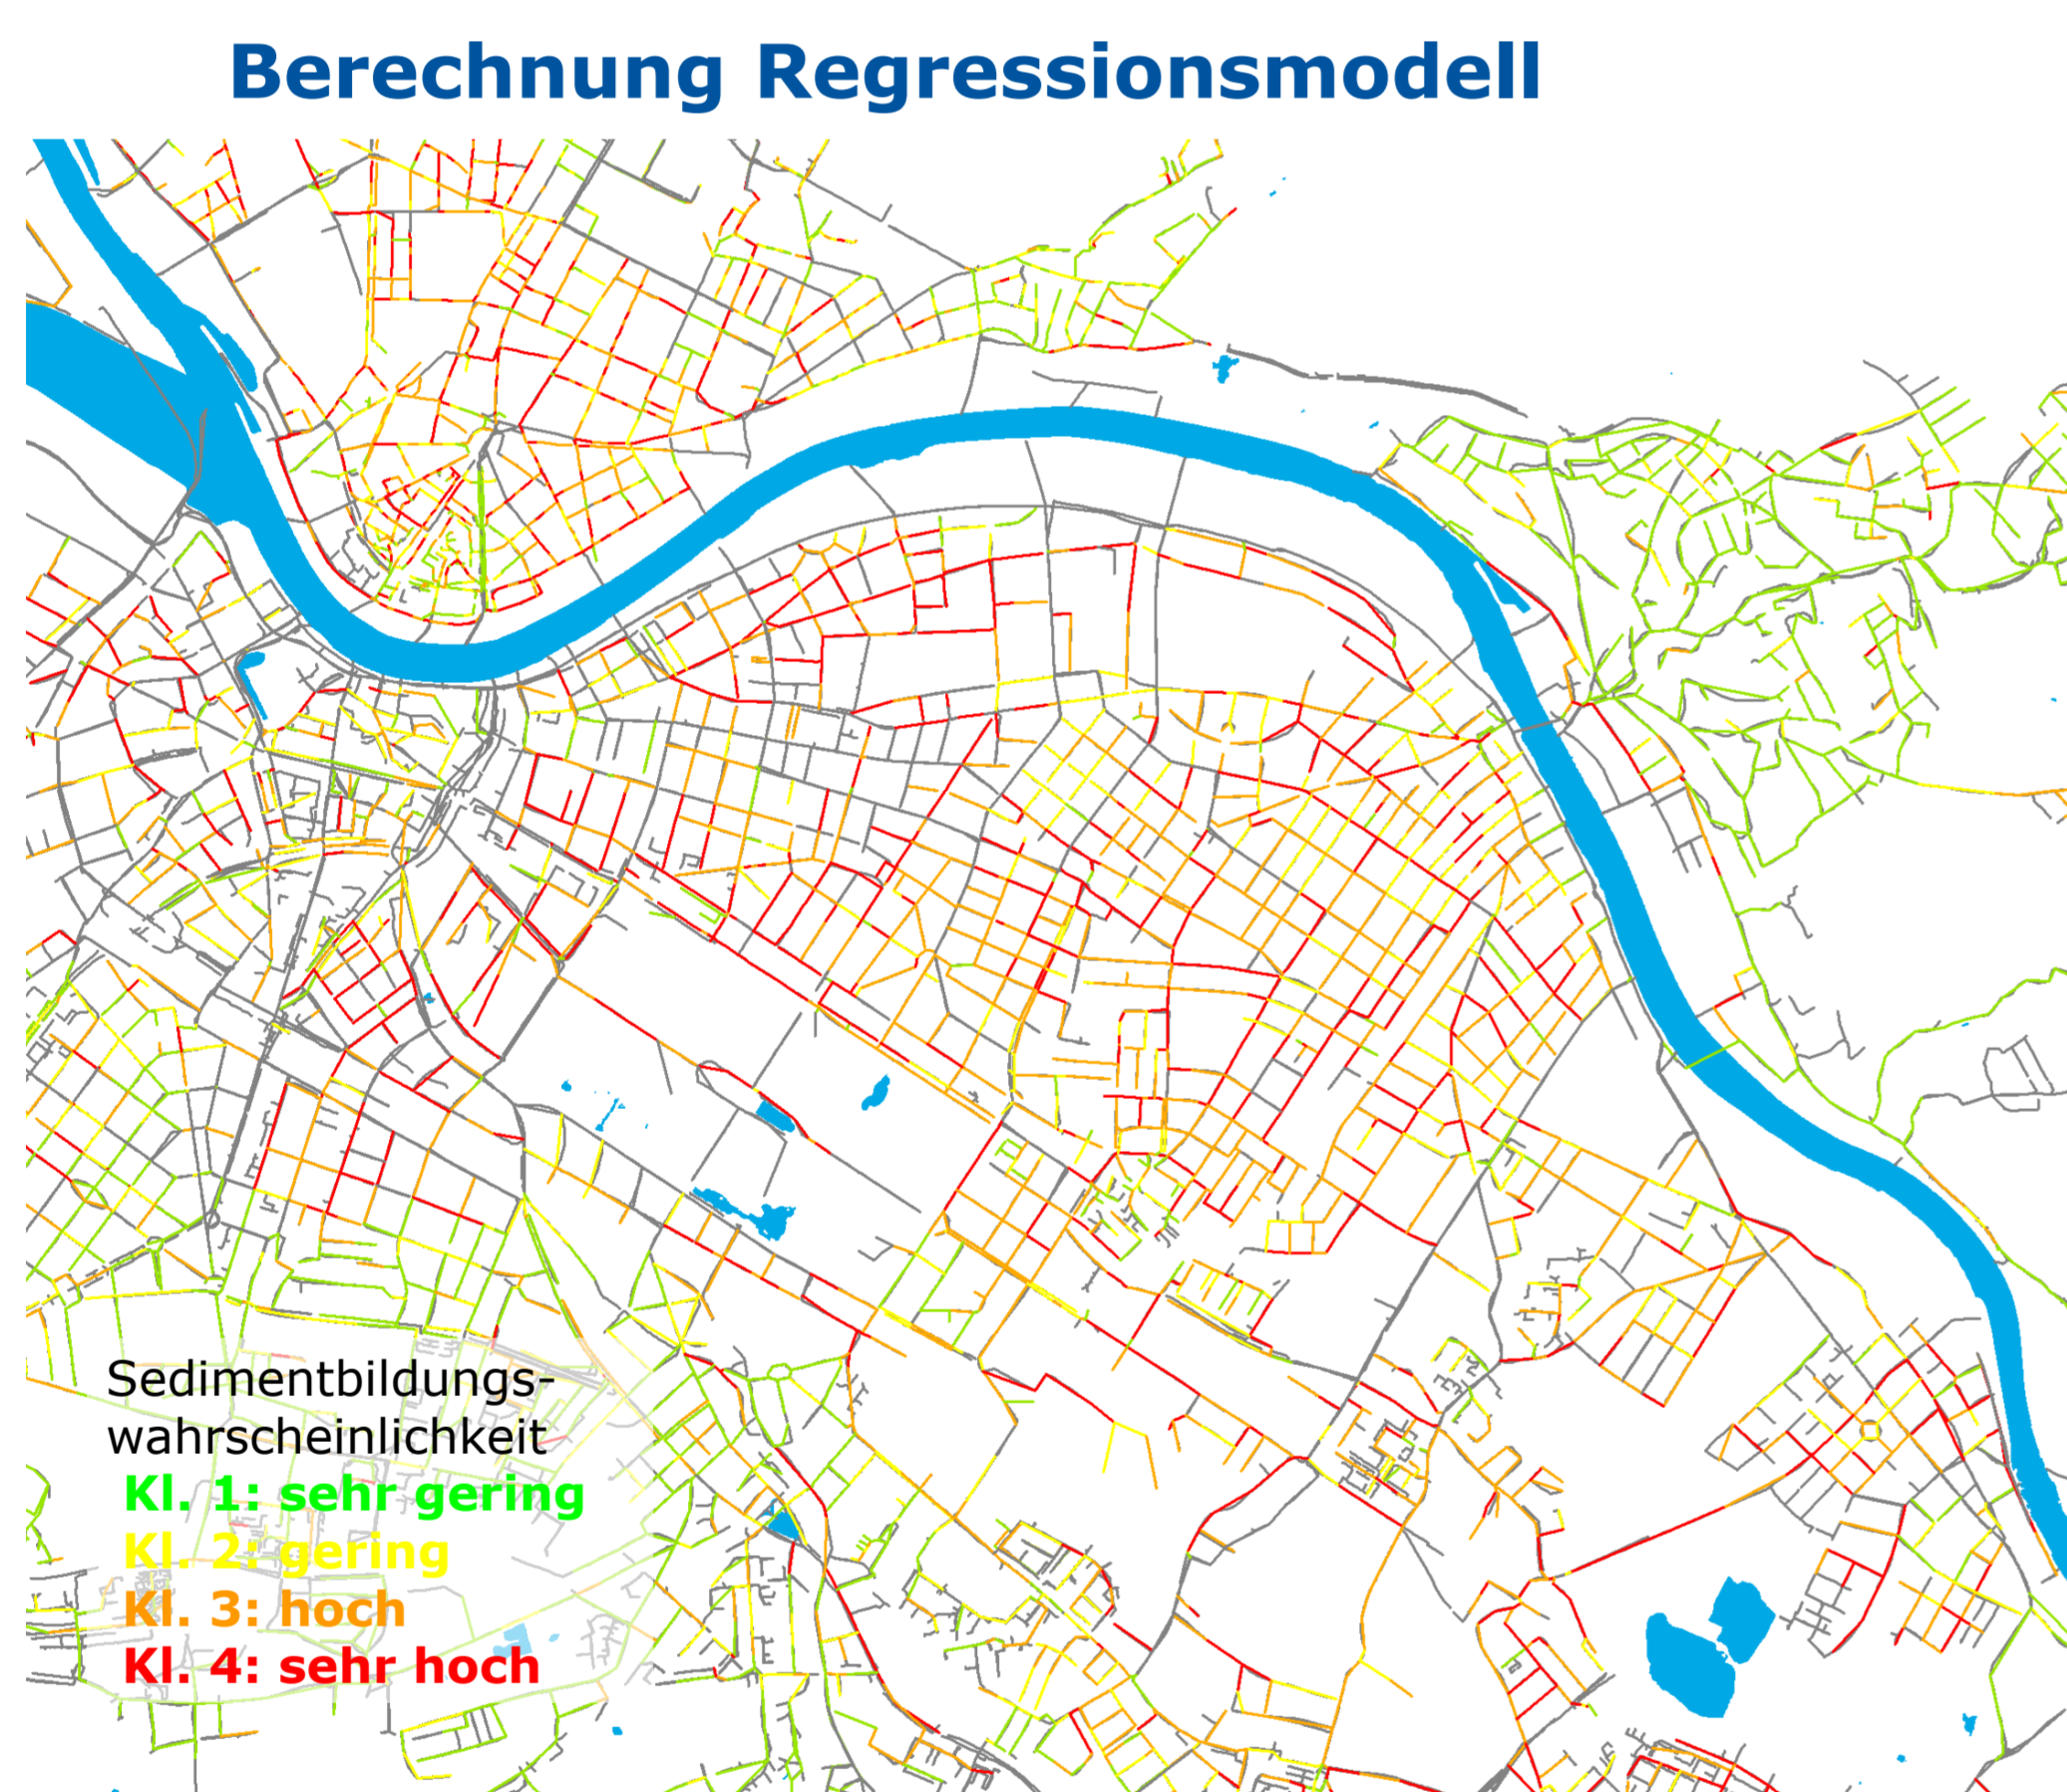 Berechnung Regressionsmodell
Sedimentbildungs-
wahrscheinlichkeit
Kl. 1: sehr gering
Kl. 2: gering
Kl. 3: hoch
Kl. 4: sehr hoch